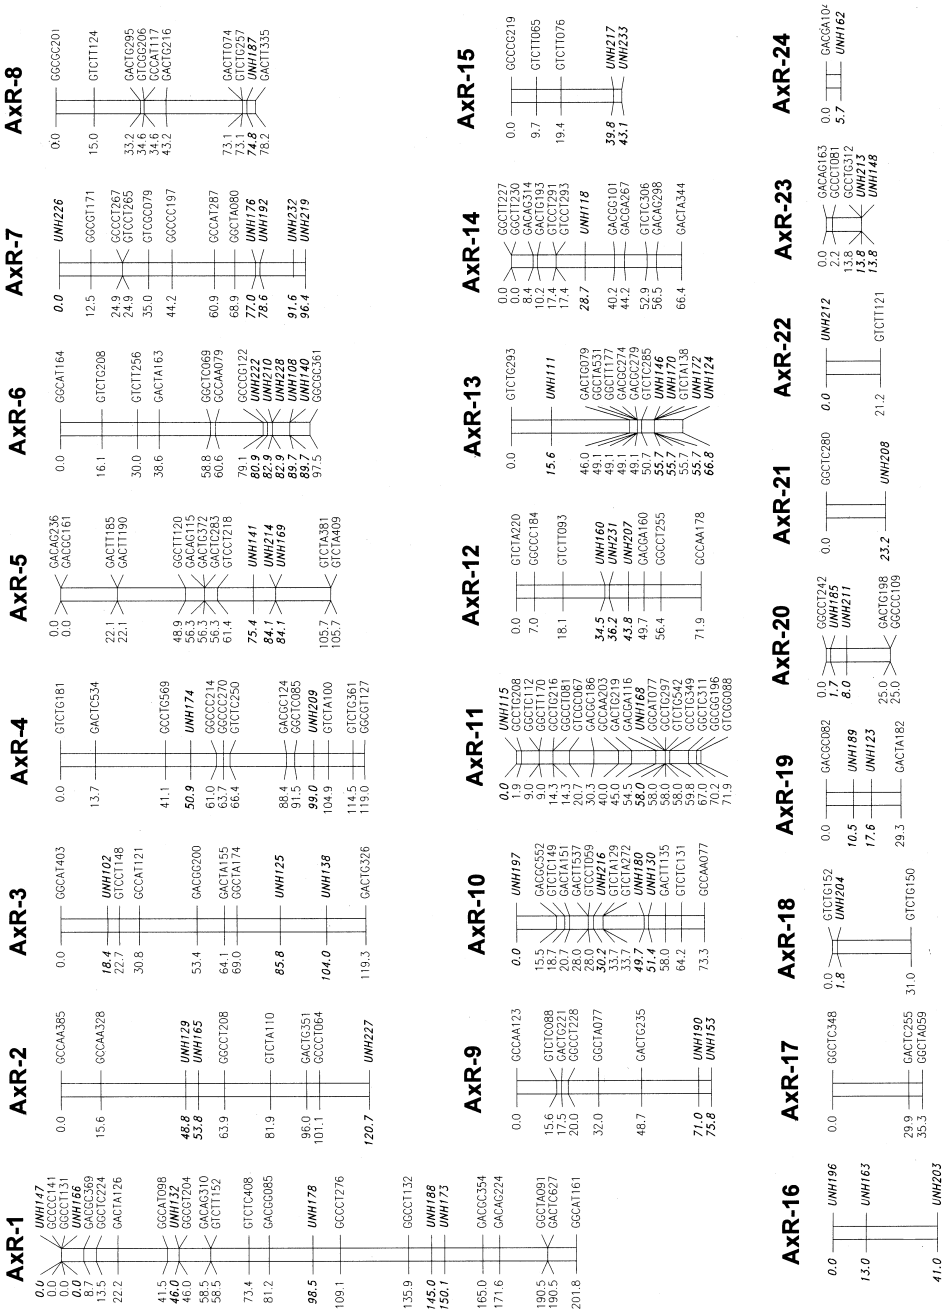 AxR-1
0.0 UNH147
0.0 GCCCC141
0.0 GGCCT131
0.0 UNH166
8.7 GACGC369
13.5 GGCTC224
22.2 GACTA126
41.5 GGCAT098
46.0 UNH132
46.0 GGCGT204
58.5 GACAG310
58.5 GTCTT152
73.4 GTCTC408
81.2 GACGG085
98.5 UNH178
109.1 GCCCT276
135.9 GGCCT132
145.0 UNH188
150.1 UNH173
165.0 GACGC354
171.6 GACAG224
190.5 GGCTA091
190.5 GACTC627
201.8 GGCAT161
AxR-2
0.0 GCCAA385
15.6 GCCAA328
48.8 UNH129
53.8 UNH165
63.9 GGCCT208
81.9 GTCTA110
96.0 GACTG351
101.1 GCCCT064
120.7 UNH227
AxR-3
0.0 GGCAT403
18.4 UNH102
22.7 GTCCT148
30.8 GCCAT121
53.4 GACGG200
64.1 GACTA155
69.0 GGCTA174
85.8 UNH125
104.0 UNH138
119.3 GACTG326
AxR-4
0.0 GTCTG181
13.7 GACTC534
41.1 GCCTG569
50.9 UNH174
61.0 GGCCC214
63.7 GGCCC270
66.4 GTCTC250
88.4 GACGC124
91.5 GGCTC085
99.0 UNH209
104.9 GTCTA100
114.5 GTCTG361
119.0 GGCGT127
AxR-5
0.0 GACAG236
0.0 GACGC161
22.1 GACTT185
22.1 GACTT190
48.9 GGCTT120
56.3 GACAG115
56.3 GACTG372
56.3 GACTC283
61.4 GTCCT218
75.4 UNH141
84.1 UNH214
84.1 UNH169
105.7 GTCTA381
105.7 GTCTA409
AxR-6
0.0 GGCAT164
16.1 GTCTG208
30.0 GTCTT256
38.6 GACTA163
58.8 GGCTC069
60.6 GCCAA079
79.1 GCCCG122
80.9 UNH222
82.9 UNH210
82.9 UNH228
89.7 UNH108
89.7 UNH140
97.5 GGCGC361
AxR-7
0.0 UNH226
12.5 GGCGT171
24.9 GCCCT267
24.9 GTCCT265
35.0 GTCGC079
44.2 GGCCC197
60.9 GCCAT287
68.9 GGCTA080
77.0 UNH176
78.6 UNH192
91.6 UNH232
96.4 UNH219
AxR-8
0.0 GGCGC201
15.0 GTCTT124
33.2 GACTG295
34.6 GTCGG206
34.6 GCCAT117
43.2 GACTG216
73.1 GACTT074
73.1 GTCTG257
74.8 UNH187
78.2 GACTT335
AxR-9
0.0 GCCAA123
15.6 GTCTC088
17.5 GACTG221
20.0 GGCCT228
32.0 GGCTA077
48.7 GACTG235
71.0 UNH190
75.8 UNH153
AxR-10
0.0 UNH197
15.5 GACGC552
18.7 GTCTC149
20.7 GACTA151
28.0 GACTT537
28.0 GTCCT059
30.2 UNH216
33.7 GTCTA129
33.7 GTCTA272
49.7 UNH180
51.4 UNH130
58.0 GACTT135
64.2 GTCTC131
73.3 GCCAA077
AxR-11
0.0 UNH115
1.9 GCCTG208
9.0 GGCTC112
9.0 GGCTT170
14.3 GCCTG216
14.3 GGCCT081
20.7 GTCGC067
30.3 GACGC186
40.0 GCCAA203
45.0 GACTG219
54.5 GACGA116
58.0 UNH168
58.0 GGCAT077
58.0 GCCTG297
58.0 GTCTG542
59.8 GCCTG349
67.0 GGCTC311
70.2 GGCGG196
71.9 GTCGG088
AxR-12
0.0 GTCTA220
7.0 GGCCC184
18.1 GTCTT093
34.5 UNH160
36.2 UNH231
43.8 UNH207
49.7 GACGA160
56.4 GGCCT255
71.9 GCCAA178
AxR-13
0.0 GTCTG293
15.6 UNH111
46.0 GACTG079
49.1 GGCTA531
49.1 GGCTT177
49.1 GACGC274
49.1 GACGC279
50.7 GTCTC285
55.7 UNH146
55.7 UNH170
55.7 GTCTA138
55.7 UNH172
66.8 UNH124
AxR-14
0.0 GGCTT227
0.0 GGCTT230
8.4 GACAG314
10.2 GACTG193
17.4 GTCCT291
17.4 GTCCT293
28.7 UNH118
40.2 GACGG101
44.2 GACGA267
52.9 GTCTC306
56.5 GACAG298
66.4 GACTA344
AxR-15
0.0 GCCCG219
9.7 GTCTT065
19.4 GTCTT076
39.8 UNH217
43.1 UNH233
AxR-16
0.0 UNH196
13.0 UNH163
41.0 UNH203
AxR-17
0.0 GGCTC348
29.9 GACTC255
35.3 GGCTA059
AxR-18
0.0 GTCTG152
1.8 UNH204
31.0 GTCTG150
AxR-19
0.0 GACGC082
10.5 UNH189
17.6 UNH123
29.3 GACTA182
AxR-20
0.0 GGCCT242
1.7 UNH185
8.0 UNH211
25.0 GACTG198
25.0 GGCCC109
AxR-21
0.0 GGCTC280
23.2 UNH208
AxR-22
0.0 UNH212
21.2 GTCTT121
AxR-23
0.0 GACAG163
2.2 GCCCT081
13.8 GCCTG312
13.8 UNH213
13.8 UNH148
AxR-24
0.0 GACGA104
5.7 UNH162